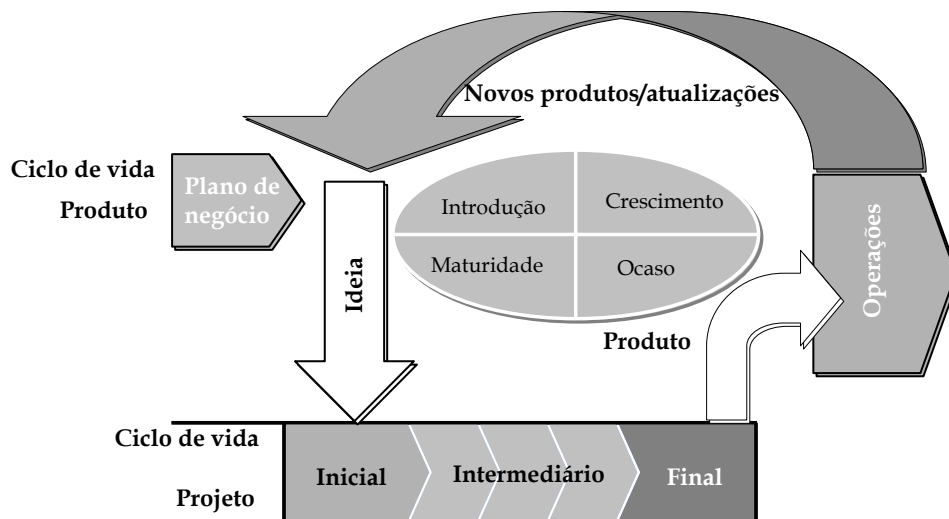 Novos produtos/atualizações
Ciclo de vida
Produto
Plano de
negócio
Ideia
Introdução
Crescimento
Maturidade
Ocaso
Operações
Produto
Ciclo de vida
Projeto
Inicial
Intermediário
Final